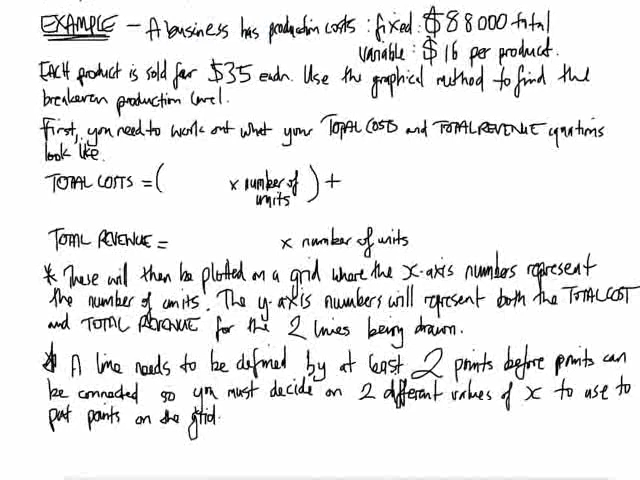 EXAMPLE - A business has production costs: fixed: $88000 total
variable: $16 per product.
EACH product is sold for $35 each. Use the graphical method to find the
breakeven production level.
First, you need to work out what your TOTAL COSTS and TOTAL REVENUE equations
look like.
TOTAL COSTS = ( x number of units ) +
TOTAL REVENUE = x number of units
* These will then be plotted on a grid where the x-axis numbers represent
the number of units. The y-axis numbers will represent both the TOTAL COST
and TOTAL REVENUE for the 2 lines being drawn.
* A line needs to be defined by at least 2 points before points can
be connected so you must decide on 2 different values of x to use to
put points on the grid.